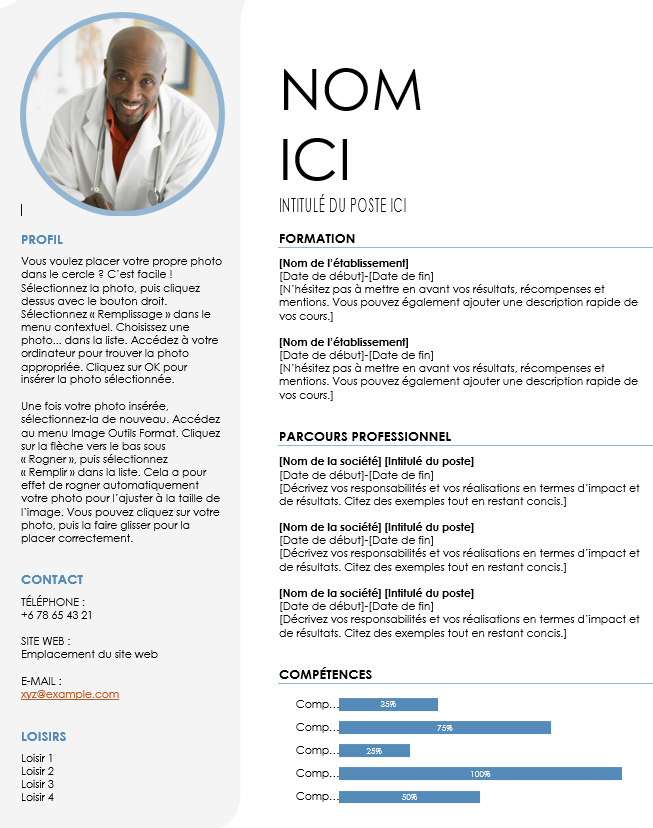 PROFIL
Vous voulez placer votre propre photo
dans le cercle ? C'est facile !
Sélectionnez la photo, puis cliquez
dessus avec le bouton droit.
Sélectionnez « Remplissage » dans le
menu contextuel. Choisissez une
photo... dans la liste. Accédez à votre
ordinateur pour trouver la photo
appropriée. Cliquez sur OK pour
insérer la photo sélectionnée.
Une fois votre photo insérée,
sélectionnez-la de nouveau. Accédez
au menu Image Outils Format. Cliquez
sur la flèche vers le bas sous
« Rogner », puis sélectionnez
« Remplir » dans la liste. Cela a pour
effet de rogner automatiquement
votre photo pour l'ajuster à la taille de
l'image. Vous pouvez cliquez sur votre
photo, puis la faire glisser pour la
placer correctement.
CONTACT
TÉLÉPHONE :
+6 78 65 43 21
SITE WEB :
Emplacement du site web
E-MAIL :
xyz@example.com
LOISIRS
Loisir 1
Loisir 2
Loisir 3
Loisir 4
NOM
ICI
INTITULÉ DU POSTE ICI
FORMATION
[Nom de l'établissement]
[Date de début]-[Date de fin]
[N'hésitez pas à mettre en avant vos résultats, récompenses et
mentions. Vous pouvez également ajouter une description rapide de
vos cours.]
[Nom de l'établissement]
[Date de début]-[Date de fin]
[N'hésitez pas à mettre en avant vos résultats, récompenses et
mentions. Vous pouvez également ajouter une description rapide de
vos cours.]
PARCOURS PROFESSIONNEL
[Nom de la société] [Intitulé du poste]
[Date de début]-[Date de fin]
[Décrivez vos responsabilités et vos réalisations en termes d'impact et
de résultats. Citez des exemples tout en restant concis.]
[Nom de la société] [Intitulé du poste]
[Date de début]-[Date de fin]
[Décrivez vos responsabilités et vos réalisations en termes d'impact et
de résultats. Citez des exemples tout en restant concis.]
[Nom de la société] [Intitulé du poste]
[Date de début]-[Date de fin]
[Décrivez vos responsabilités et vos réalisations en termes d'impact et
de résultats. Citez des exemples tout en restant concis.]
COMPÉTENCES
Comp... 35%
Comp... 75%
Comp... 25%
Comp... 100%
Comp... 50%